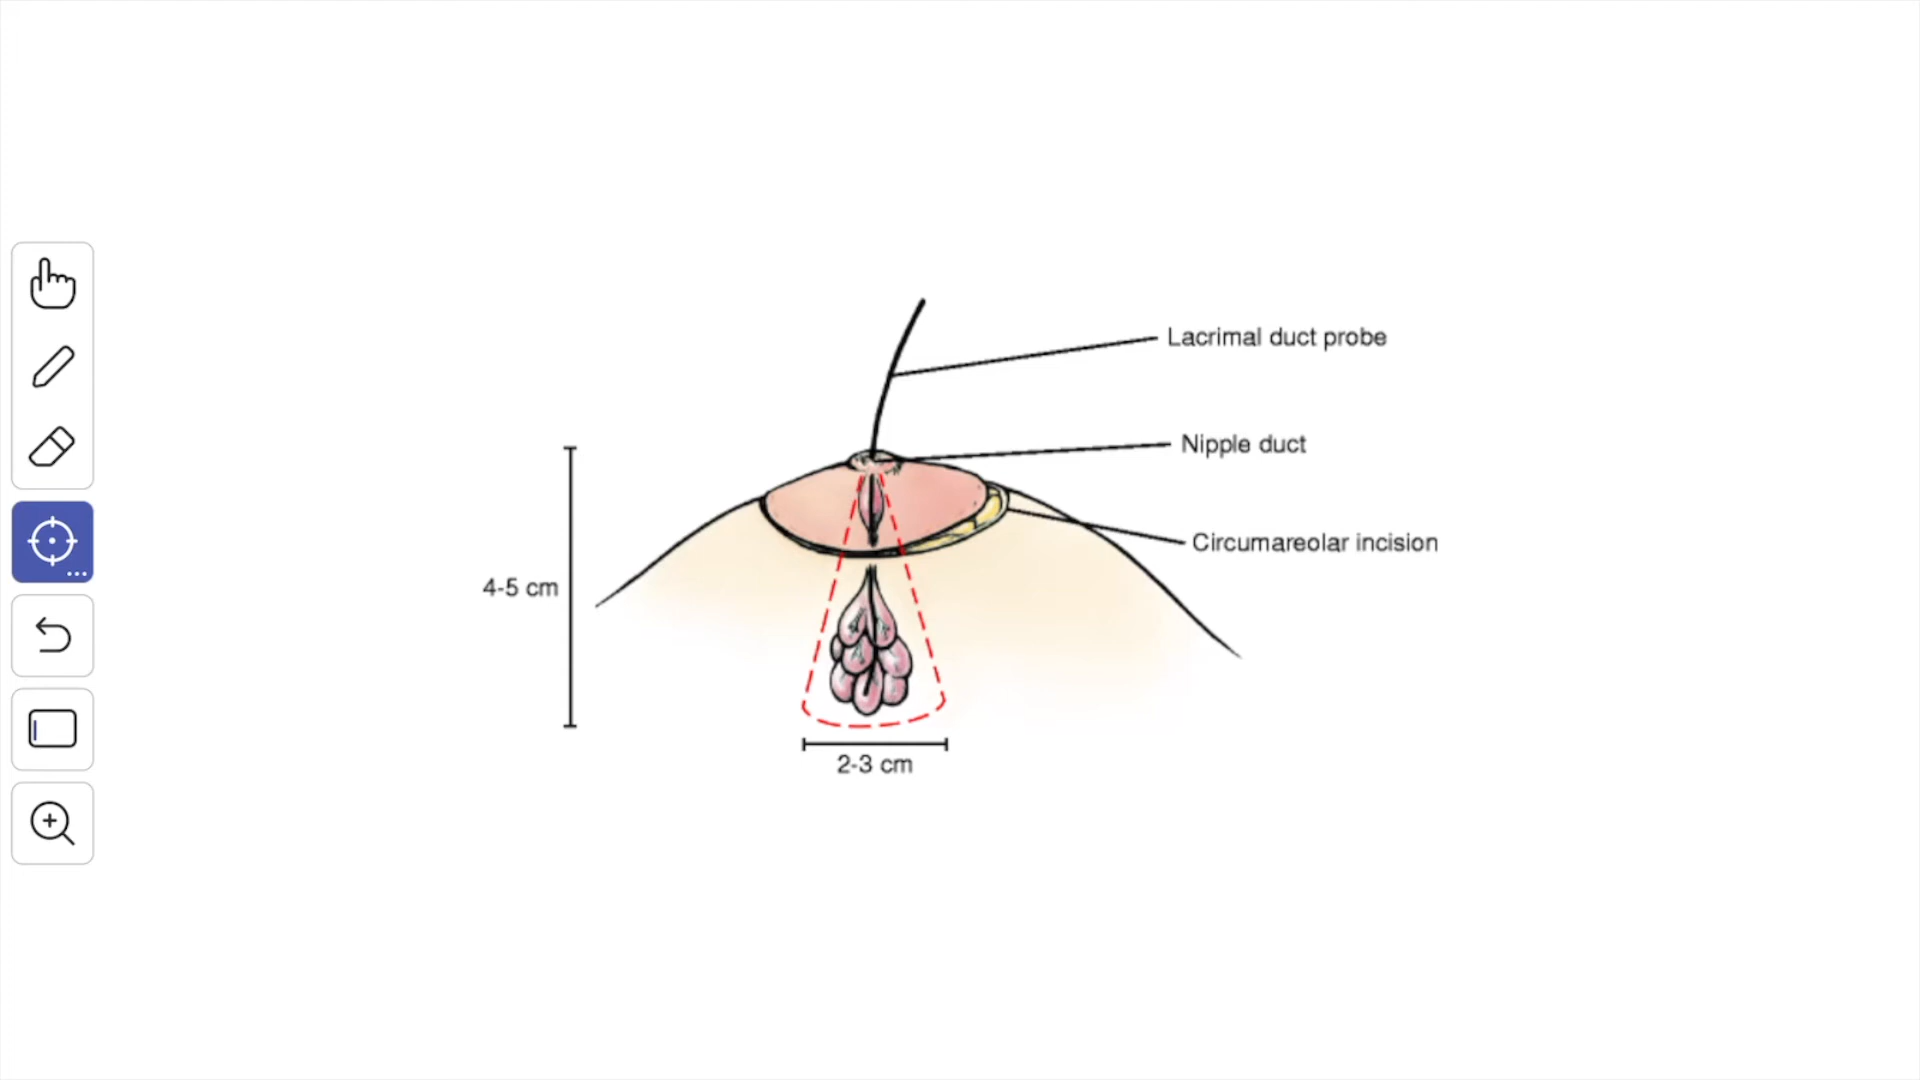 Lacrimal duct probe
Nipple duct
Circumareolar incision
4-5 cm
2-3 cm